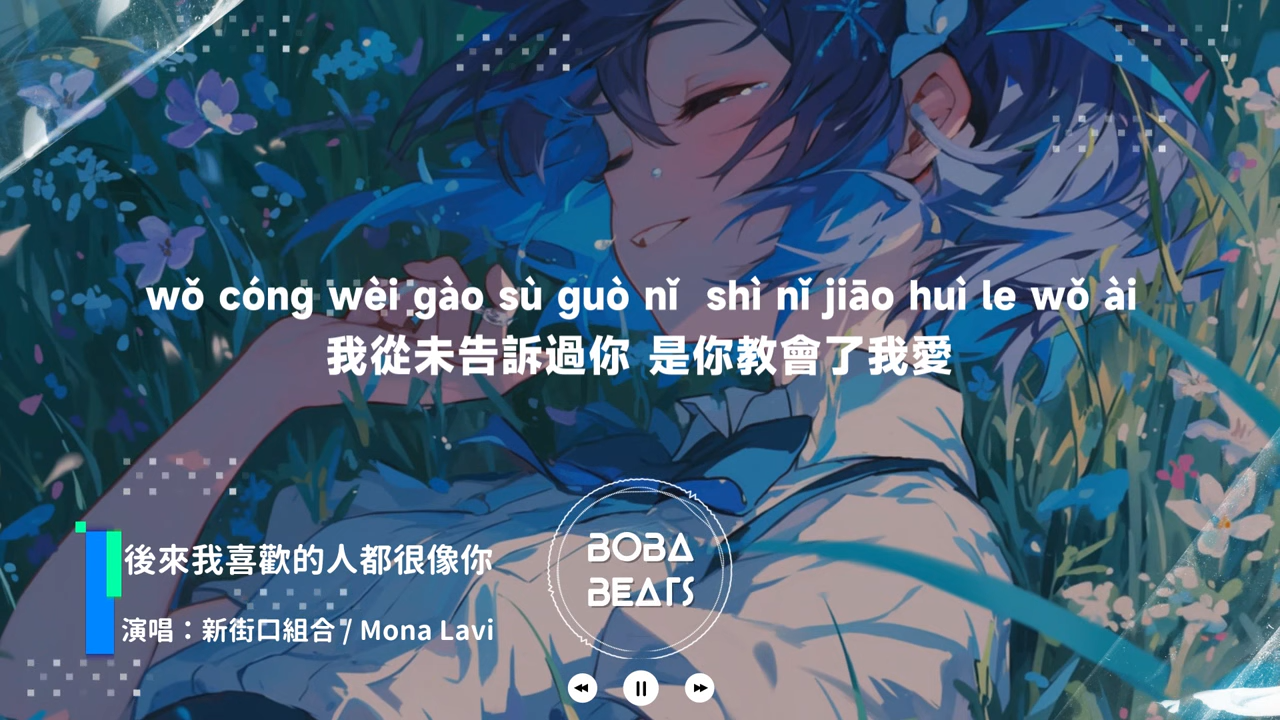 wǒ cóng wèi gào sù guò nǐ  shì nǐ jiāo huì le wǒ ài
我從未告訴過你 是你教會了我愛
後來我喜歡的人都很像你
演唱：新街口組合 / Mona Lavi
BOBA
BEATS